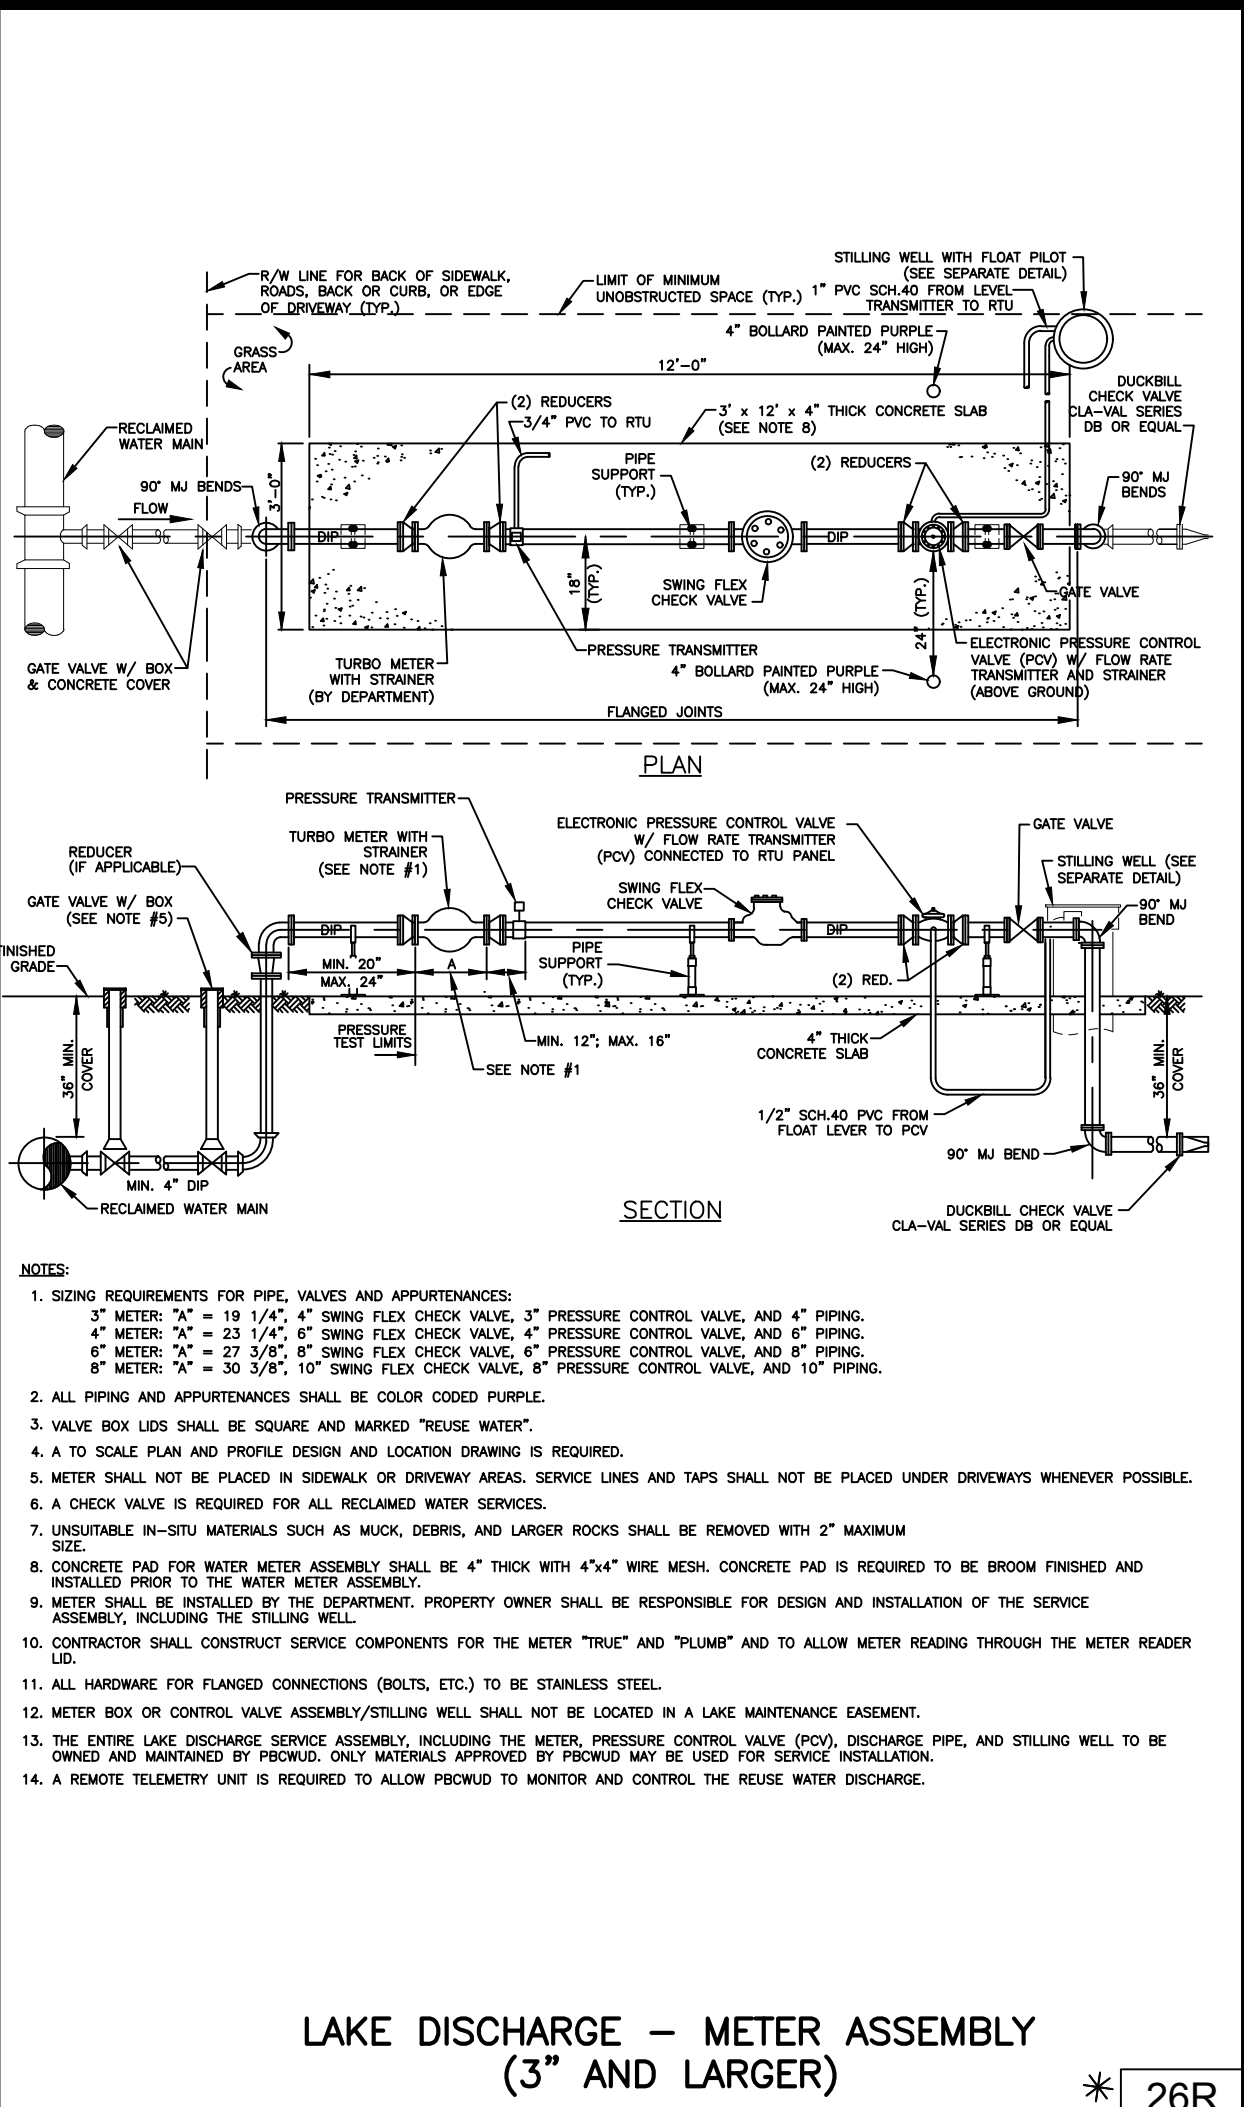 STILLING WELL WITH FLOAT PILOT
(SEE SEPARATE DETAIL)
1" PVC SCH.40 FROM LEVEL
TRANSMITTER TO RTU
R/W LINE FOR BACK OF SIDEWALK,
ROADS, BACK OR CURB, OR EDGE
OF DRIVEWAY (TYP.)
LIMIT OF MINIMUM
UNOBSTRUCTED SPACE (TYP.)
4" BOLLARD PAINTED PURPLE
(MAX. 24" HIGH)
GRASS
AREA
12'-0"
DUCKBILL
CHECK VALVE
CLA-VAL SERIES
DB OR EQUAL
(2) REDUCERS
3/4" PVC TO RTU
3' x 12' x 4" THICK CONCRETE SLAB
(SEE NOTE 8)
RECLAIMED
WATER MAIN
PIPE
SUPPORT
(TYP.)
(2) REDUCERS
90° MJ
BENDS
90° MJ BENDS
3'-0"
FLOW
DIP
DIP
18"
(TYP.)
SWING FLEX
CHECK VALVE
GATE VALVE
24" (TYP.)
GATE VALVE W/ BOX
& CONCRETE COVER
TURBO METER
WITH STRAINER
(BY DEPARTMENT)
PRESSURE TRANSMITTER
4" BOLLARD PAINTED PURPLE
(MAX. 24" HIGH)
ELECTRONIC PRESSURE CONTROL
VALVE (PCV) W/ FLOW RATE
TRANSMITTER AND STRAINER
(ABOVE GROUND)
FLANGED JOINTS
PLAN
PRESSURE TRANSMITTER
TURBO METER WITH
STRAINER
(SEE NOTE #1)
ELECTRONIC PRESSURE CONTROL VALVE
W/ FLOW RATE TRANSMITTER
(PCV) CONNECTED TO RTU PANEL
GATE VALVE
REDUCER
(IF APPLICABLE)
STILLING WELL (SEE
SEPARATE DETAIL)
GATE VALVE W/ BOX
(SEE NOTE #5)
SWING FLEX
CHECK VALVE
90° MJ
BEND
FINISHED
GRADE
DIP
DIP
MIN. 20"
MAX. 24"
A
PIPE
SUPPORT
(TYP.)
(2) RED.
PRESSURE
TEST LIMITS
MIN. 12"; MAX. 16"
SEE NOTE #1
4" THICK
CONCRETE SLAB
36" MIN.
COVER
36" MIN.
COVER
1/2" SCH.40 PVC FROM
FLOAT LEVER TO PCV
90° MJ BEND
MIN. 4" DIP
RECLAIMED WATER MAIN
SECTION
DUCKBILL CHECK VALVE
CLA-VAL SERIES DB OR EQUAL
NOTES:
1. SIZING REQUIREMENTS FOR PIPE, VALVES AND APPURTENANCES:
3" METER: "A" = 19 1/4", 4" SWING FLEX CHECK VALVE, 3" PRESSURE CONTROL VALVE, AND 4" PIPING.
4" METER: "A" = 23 1/4", 6" SWING FLEX CHECK VALVE, 4" PRESSURE CONTROL VALVE, AND 6" PIPING.
6" METER: "A" = 27 3/8", 8" SWING FLEX CHECK VALVE, 6" PRESSURE CONTROL VALVE, AND 8" PIPING.
8" METER: "A" = 30 3/8", 10" SWING FLEX CHECK VALVE, 8" PRESSURE CONTROL VALVE, AND 10" PIPING.
2. ALL PIPING AND APPURTENANCES SHALL BE COLOR CODED PURPLE.
3. VALVE BOX LIDS SHALL BE SQUARE AND MARKED "REUSE WATER".
4. A TO SCALE PLAN AND PROFILE DESIGN AND LOCATION DRAWING IS REQUIRED.
5. METER SHALL NOT BE PLACED IN SIDEWALK OR DRIVEWAY AREAS. SERVICE LINES AND TAPS SHALL NOT BE PLACED UNDER DRIVEWAYS WHENEVER POSSIBLE.
6. A CHECK VALVE IS REQUIRED FOR ALL RECLAIMED WATER SERVICES.
7. UNSUITABLE IN-SITU MATERIALS SUCH AS MUCK, DEBRIS, AND LARGER ROCKS SHALL BE REMOVED WITH 2" MAXIMUM
SIZE.
8. CONCRETE PAD FOR WATER METER ASSEMBLY SHALL BE 4" THICK WITH 4"x4" WIRE MESH. CONCRETE PAD IS REQUIRED TO BE BROOM FINISHED AND
INSTALLED PRIOR TO THE WATER METER ASSEMBLY.
9. METER SHALL BE INSTALLED BY THE DEPARTMENT. PROPERTY OWNER SHALL BE RESPONSIBLE FOR DESIGN AND INSTALLATION OF THE SERVICE
ASSEMBLY, INCLUDING THE STILLING WELL.
10. CONTRACTOR SHALL CONSTRUCT SERVICE COMPONENTS FOR THE METER "TRUE" AND "PLUMB" AND TO ALLOW METER READING THROUGH THE METER READER
LID.
11. ALL HARDWARE FOR FLANGED CONNECTIONS (BOLTS, ETC.) TO BE STAINLESS STEEL.
12. METER BOX OR CONTROL VALVE ASSEMBLY/STILLING WELL SHALL NOT BE LOCATED IN A LAKE MAINTENANCE EASEMENT.
13. THE ENTIRE LAKE DISCHARGE SERVICE ASSEMBLY, INCLUDING THE METER, PRESSURE CONTROL VALVE (PCV), DISCHARGE PIPE, AND STILLING WELL TO BE
OWNED AND MAINTAINED BY PBCWUD. ONLY MATERIALS APPROVED BY PBCWUD MAY BE USED FOR SERVICE INSTALLATION.
14. A REMOTE TELEMETRY UNIT IS REQUIRED TO ALLOW PBCWUD TO MONITOR AND CONTROL THE REUSE WATER DISCHARGE.
LAKE DISCHARGE – METER ASSEMBLY
(3" AND LARGER)
* 26R